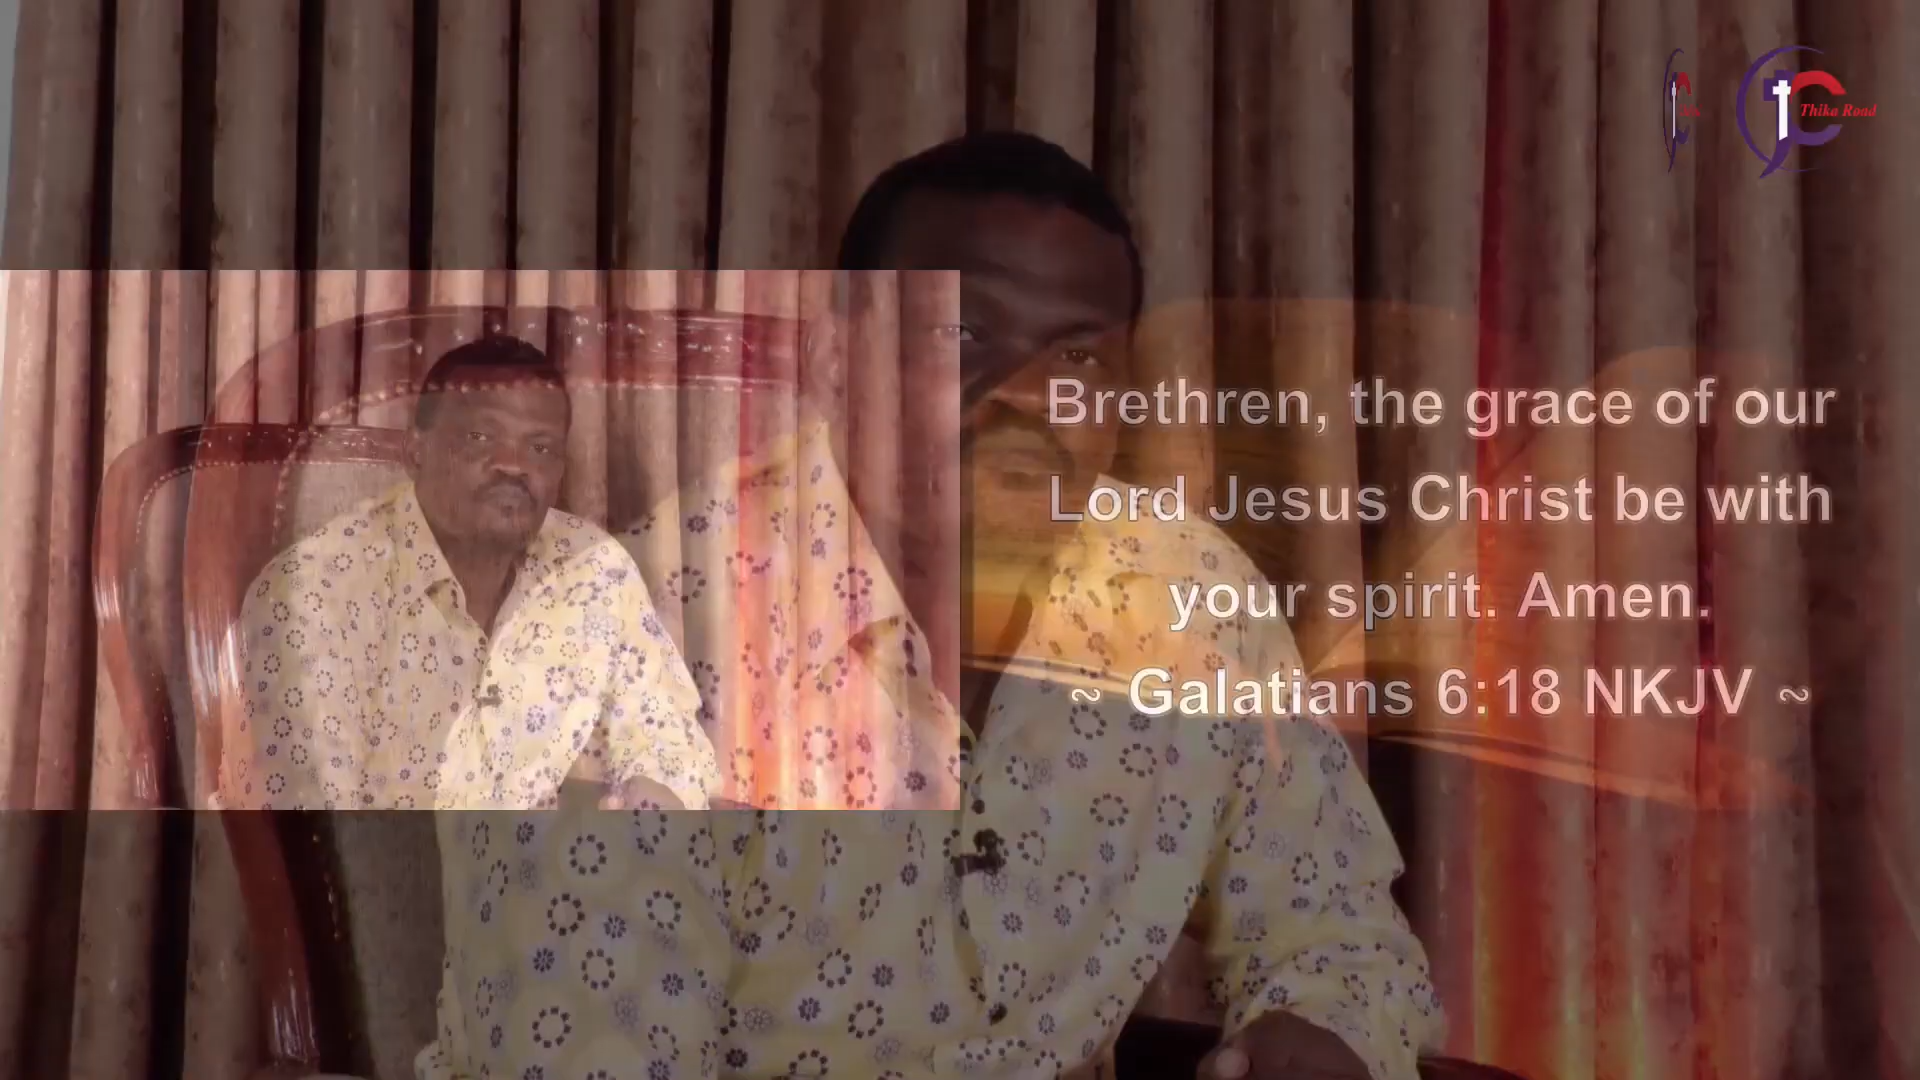 Thika Road
Brethren, the grace of our
Lord Jesus Christ be with
your spirit. Amen.
~ Galatians 6:18 NKJV ~